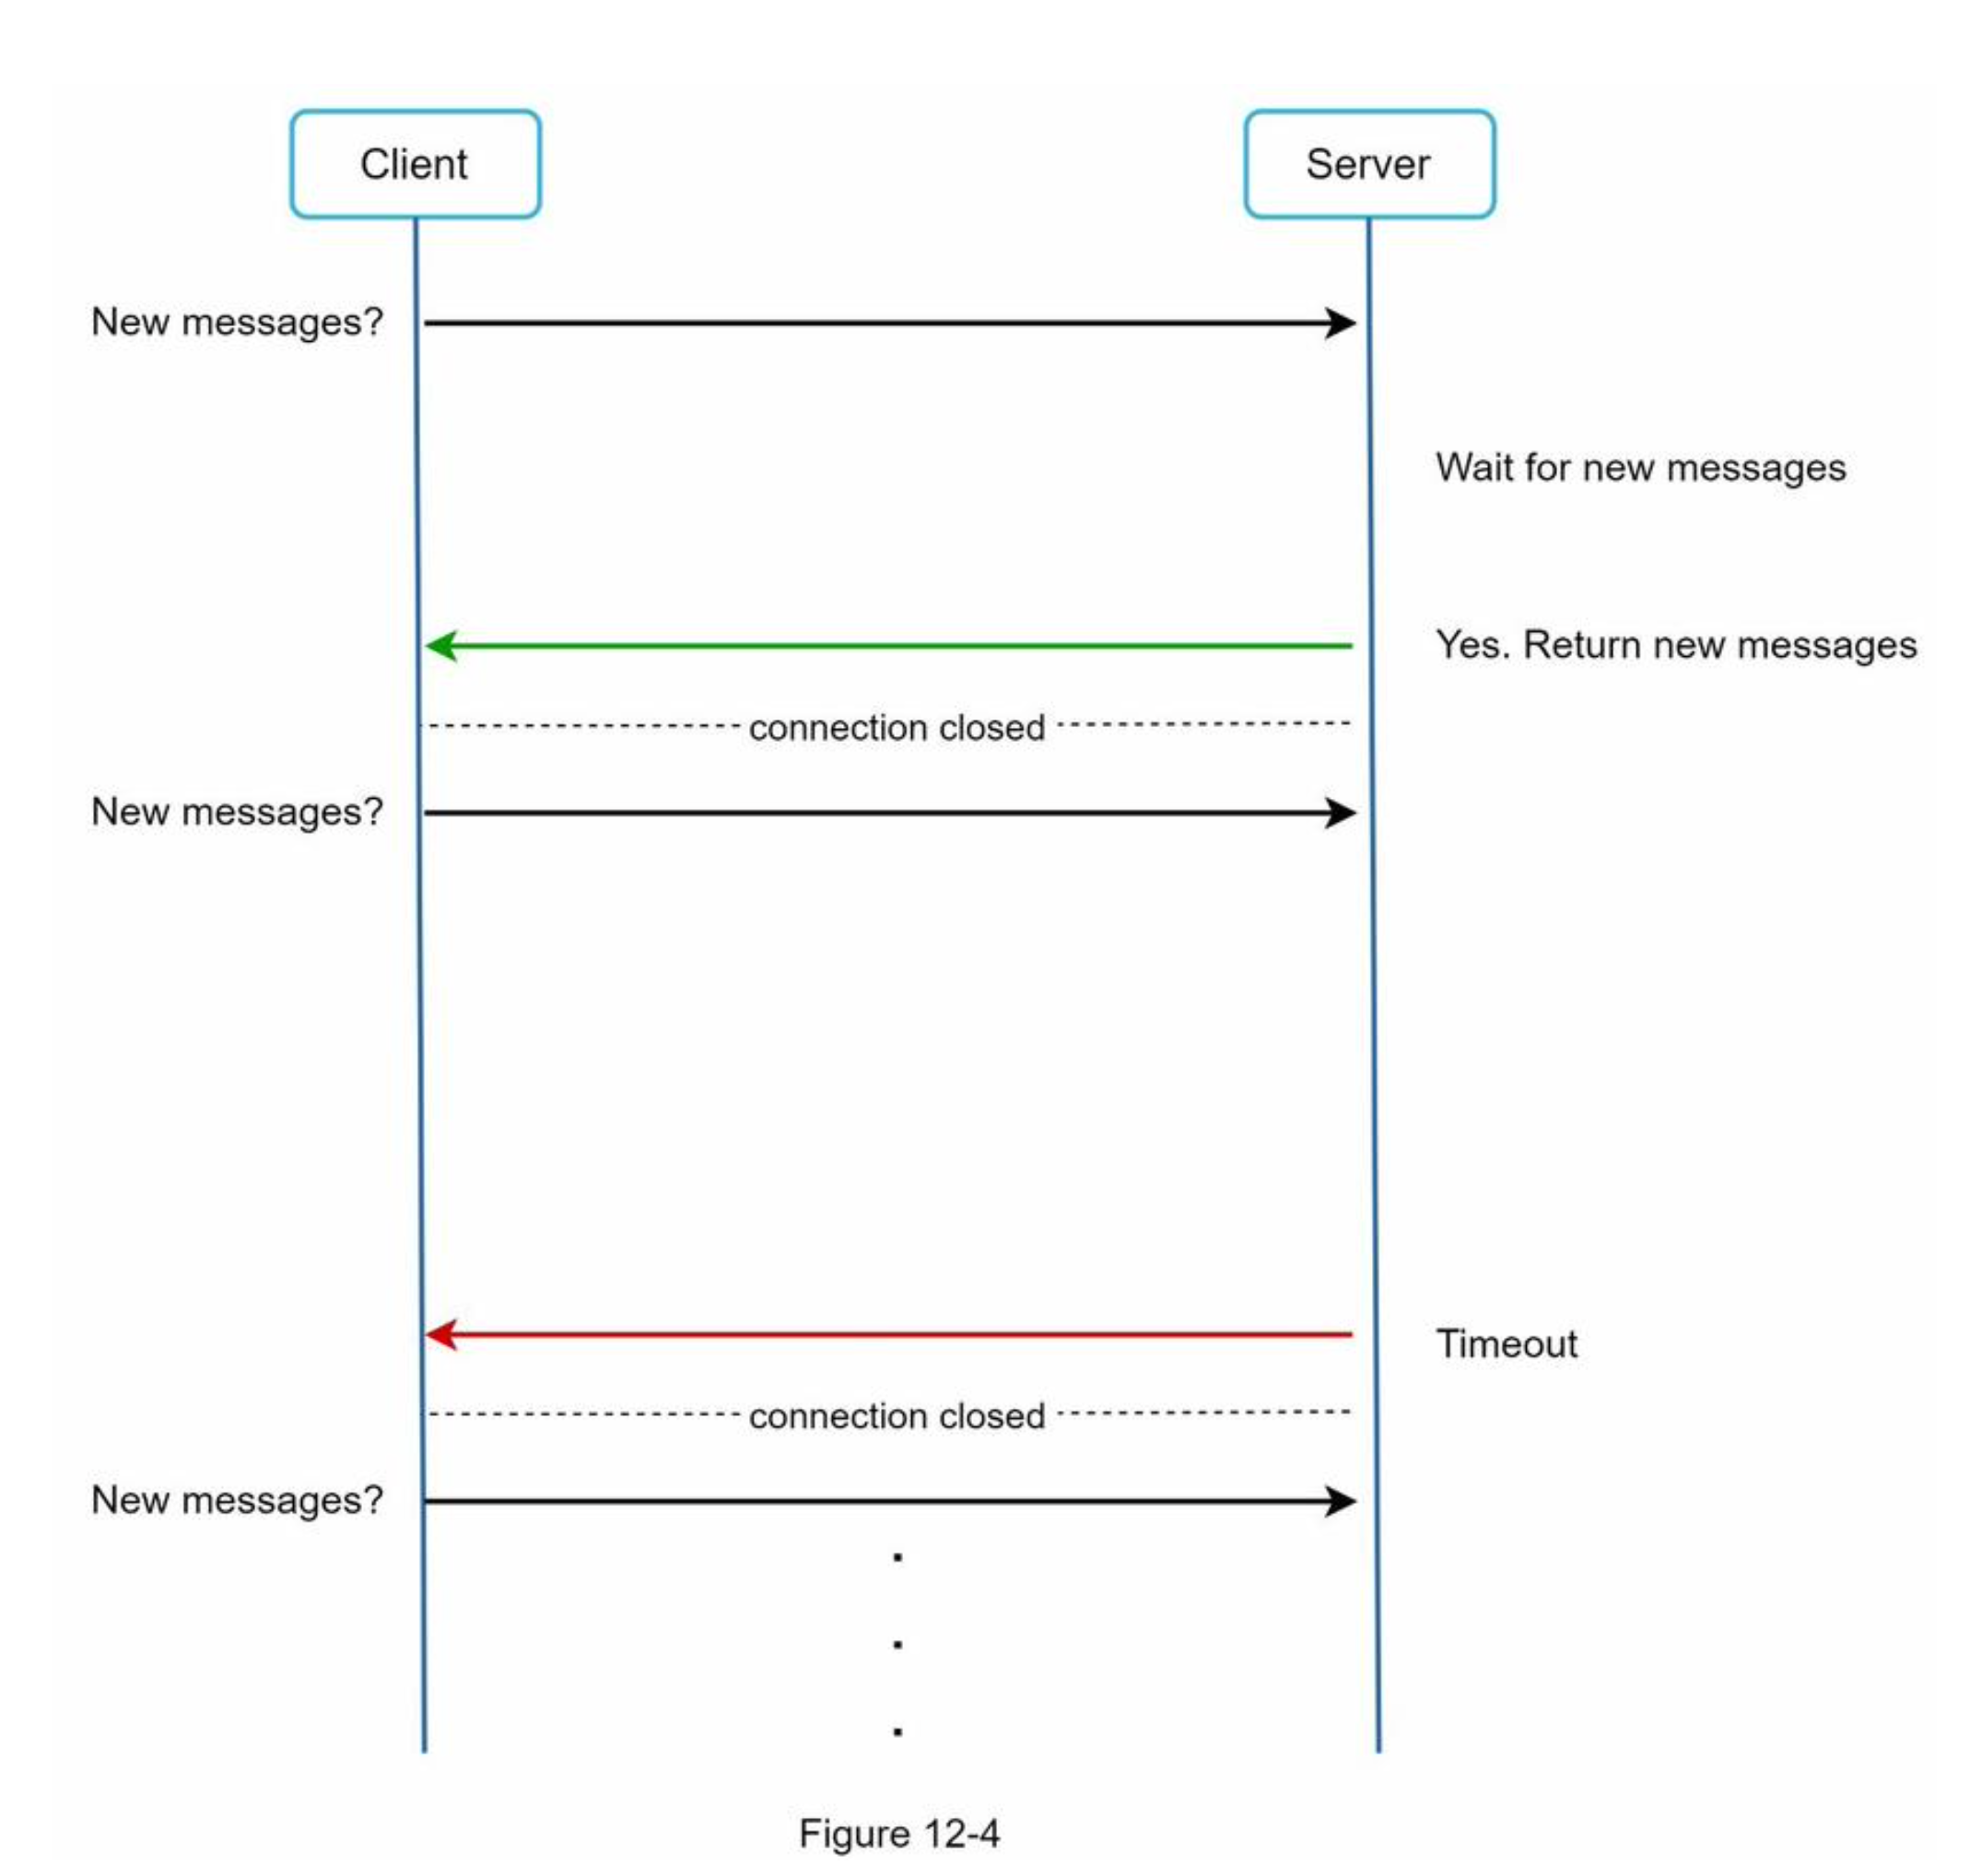 Client
Server
New messages?
Wait for new messages
Yes. Return new messages
connection closed
New messages?
Timeout
connection closed
New messages?
Figure 12-4